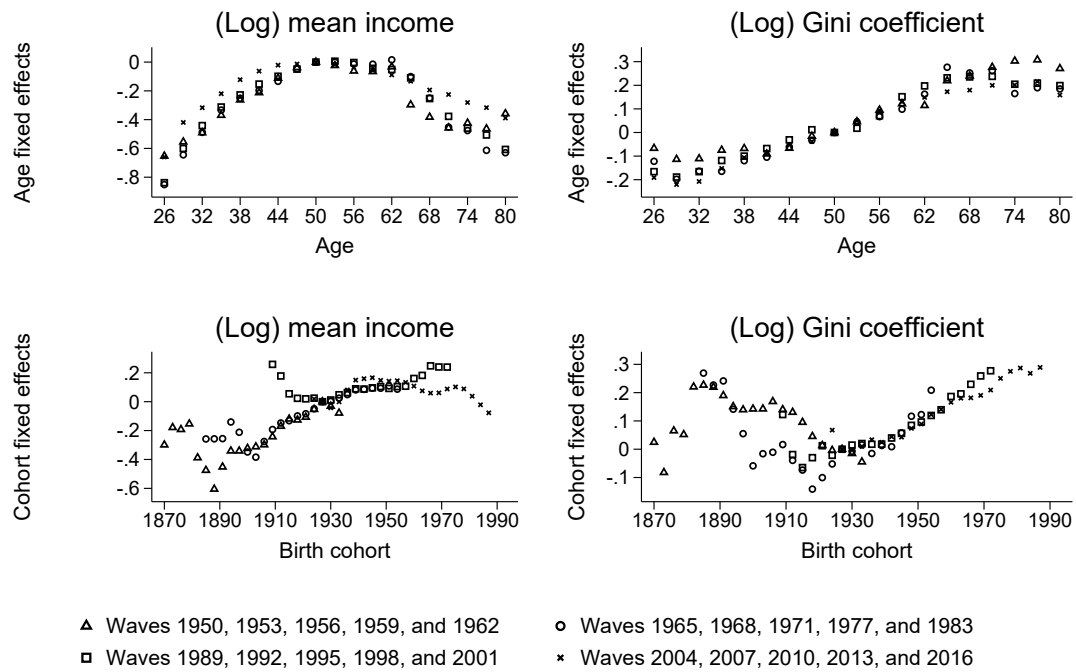 (Log) mean income
Age fixed effects
0
-.2
-.4
-.6
-.8
26 32 38 44 50 56 62 68 74 80
Age
(Log) Gini coefficient
Age fixed effects
.3
.2
.1
0
-.1
-.2
26 32 38 44 50 56 62 68 74 80
Age
(Log) mean income
Cohort fixed effects
.2
0
-.2
-.4
-.6
1870 1890 1910 1930 1950 1970 1990
Birth cohort
(Log) Gini coefficient
Cohort fixed effects
.3
.2
.1
0
-.1
1870 1890 1910 1930 1950 1970 1990
Birth cohort
Waves 1950, 1953, 1956, 1959, and 1962
Waves 1965, 1968, 1971, 1977, and 1983
Waves 1989, 1992, 1995, 1998, and 2001
Waves 2004, 2007, 2010, 2013, and 2016